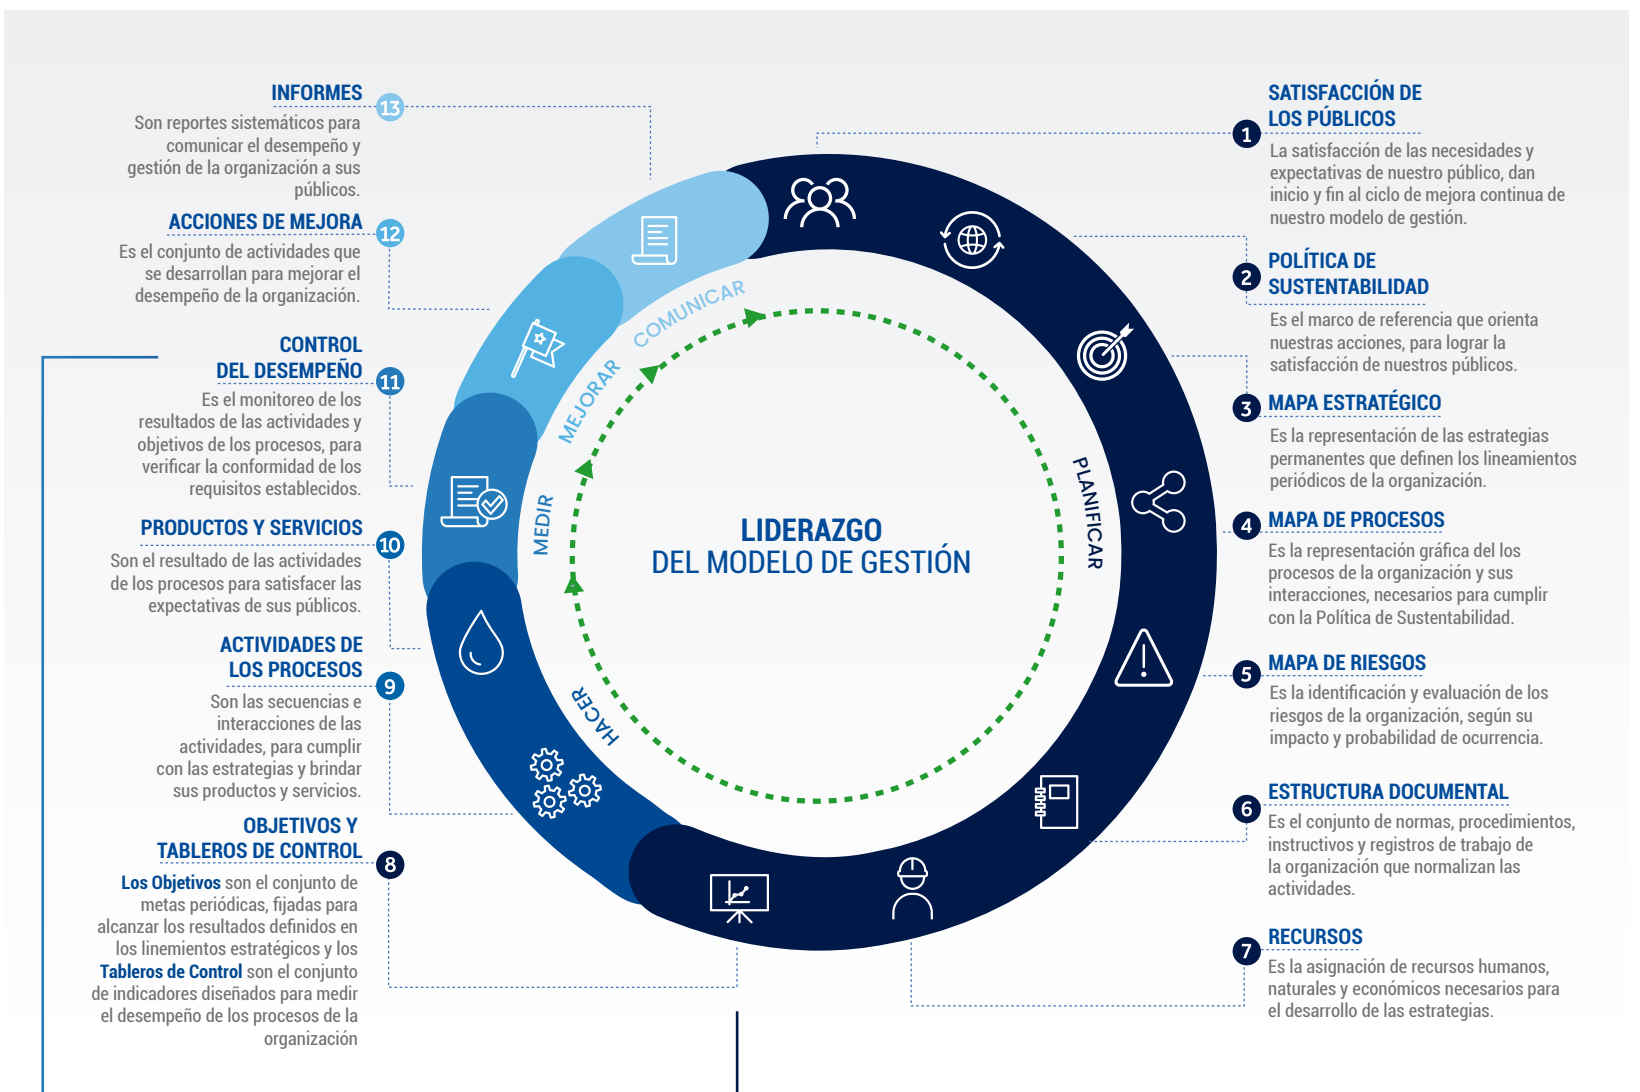 SATISFACCIÓN DE
LOS PÚBLICOS
1
La satisfacción de las necesidades y
expectativas de nuestro público, dan
inicio y fin al ciclo de mejora continua de
nuestro modelo de gestión.
POLÍTICA DE
SUSTENTABILIDAD
2
Es el marco de referencia que orienta
nuestras acciones, para lograr la
satisfacción de nuestros públicos.
3
MAPA ESTRATÉGICO
Es la representación de las estrategias
permanentes que definen los lineamientos
periódicos de la organización.
4
MAPA DE PROCESOS
Es la representación gráfica del los
procesos de la organización y sus
interacciones, necesarios para cumplir
con la Política de Sustentabilidad.
5
MAPA DE RIESGOS
Es la identificación y evaluación de los
riesgos de la organización, según su
impacto y probabilidad de ocurrencia.
6
ESTRUCTURA DOCUMENTAL
Es el conjunto de normas, procedimientos,
instructivos y registros de trabajo de
la organización que normalizan las
actividades.
7
RECURSOS
Es la asignación de recursos humanos,
naturales y económicos necesarios para
el desarrollo de las estrategias.
OBJETIVOS Y
TABLEROS DE CONTROL
8
Los Objetivos son el conjunto de
metas periódicas, fijadas para
alcanzar los resultados definidos en
los linemientos estratégicos y los
Tableros de Control son el conjunto
de indicadores diseñados para medir
el desempeño de los procesos de la
organización
ACTIVIDADES DE
LOS PROCESOS
9
Son las secuencias e
interacciones de las
actividades, para cumplir
con las estrategias y brindar
sus productos y servicios.
PRODUCTOS Y SERVICIOS
10
Son el resultado de las actividades
de los procesos para satisfacer las
expectativas de sus públicos.
CONTROL
DEL DESEMPEÑO
11
Es el monitoreo de los
resultados de las actividades y
objetivos de los procesos, para
verificar la conformidad de los
requisitos establecidos.
ACCIONES DE MEJORA
12
Es el conjunto de actividades que
se desarrollan para mejorar el
desempeño de la organización.
INFORMES
13
Son reportes sistemáticos para
comunicar el desempeño y
gestión de la organización a sus
públicos.
PLANIFICAR
HACER
MEDIR
MEJORAR
COMUNICAR
LIDERAZGO
DEL MODELO DE GESTIÓN